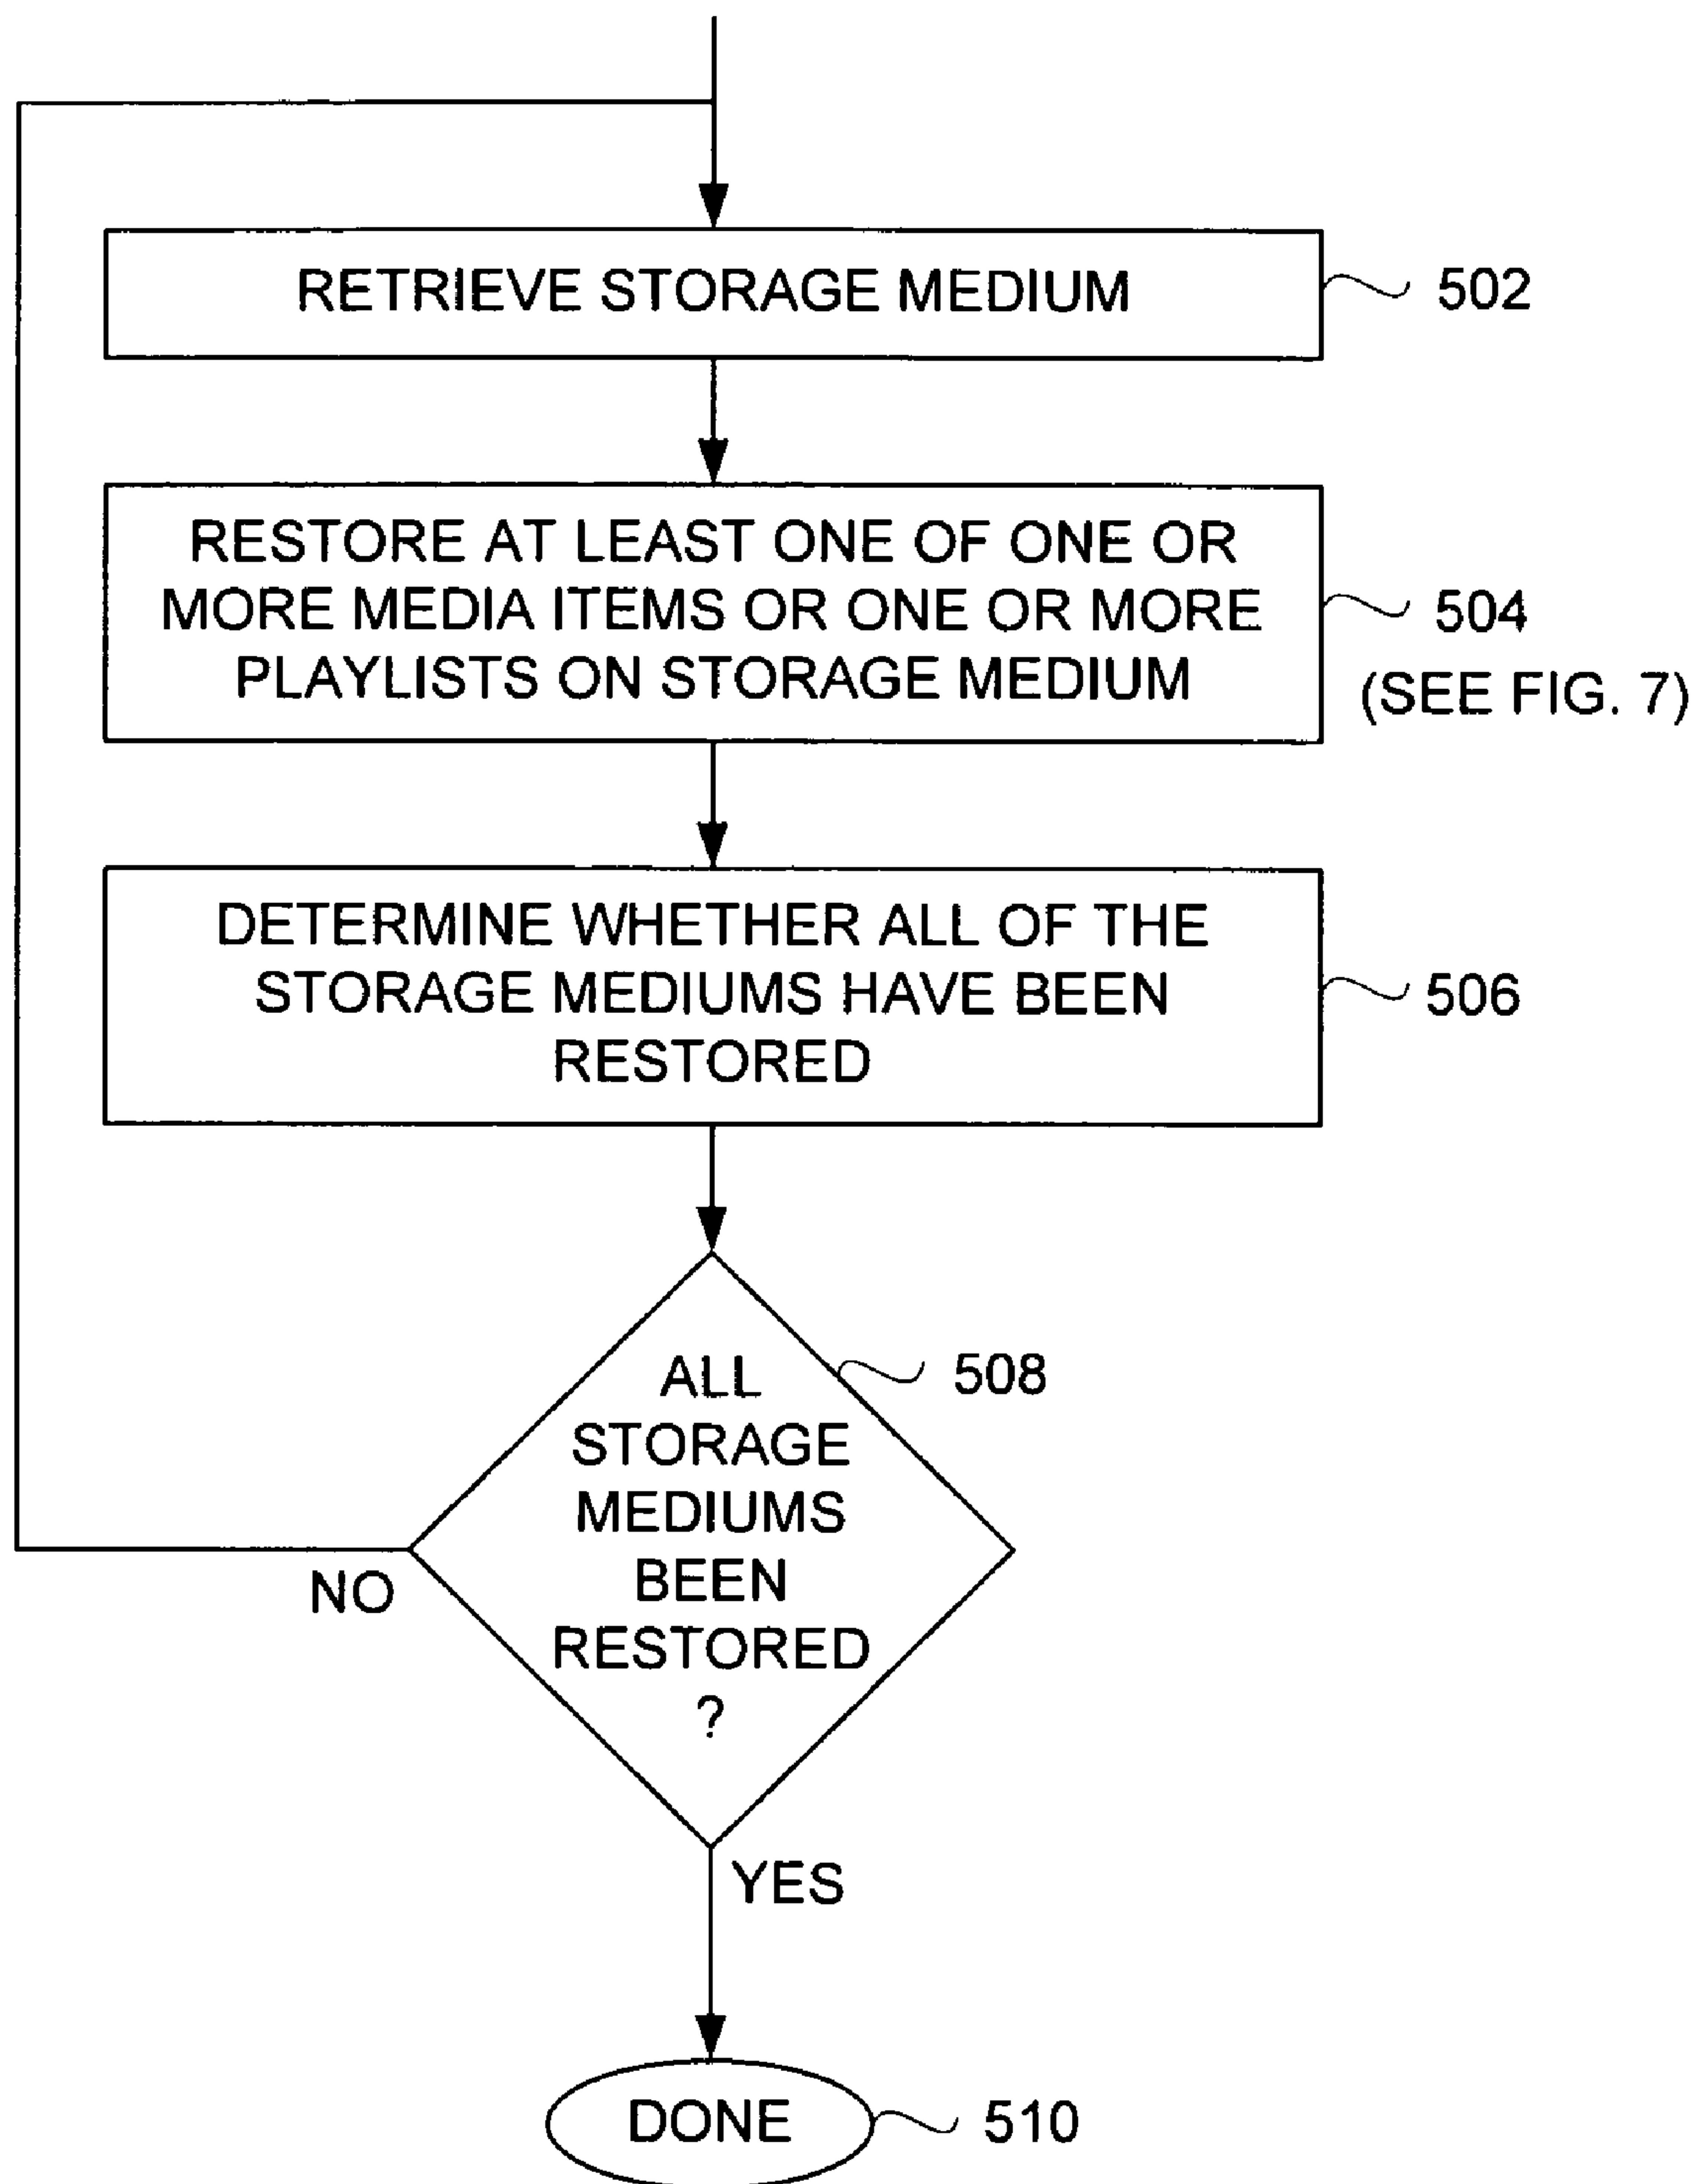 RETRIEVE STORAGE MEDIUM
502
RESTORE AT LEAST ONE OF ONE OR
MORE MEDIA ITEMS OR ONE OR MORE
PLAYLISTS ON STORAGE MEDIUM
504
(SEE FIG. 7)
DETERMINE WHETHER ALL OF THE
STORAGE MEDIUMS HAVE BEEN
RESTORED
506
ALL
STORAGE
MEDIUMS
BEEN
RESTORED
?
508
NO
YES
DONE
510